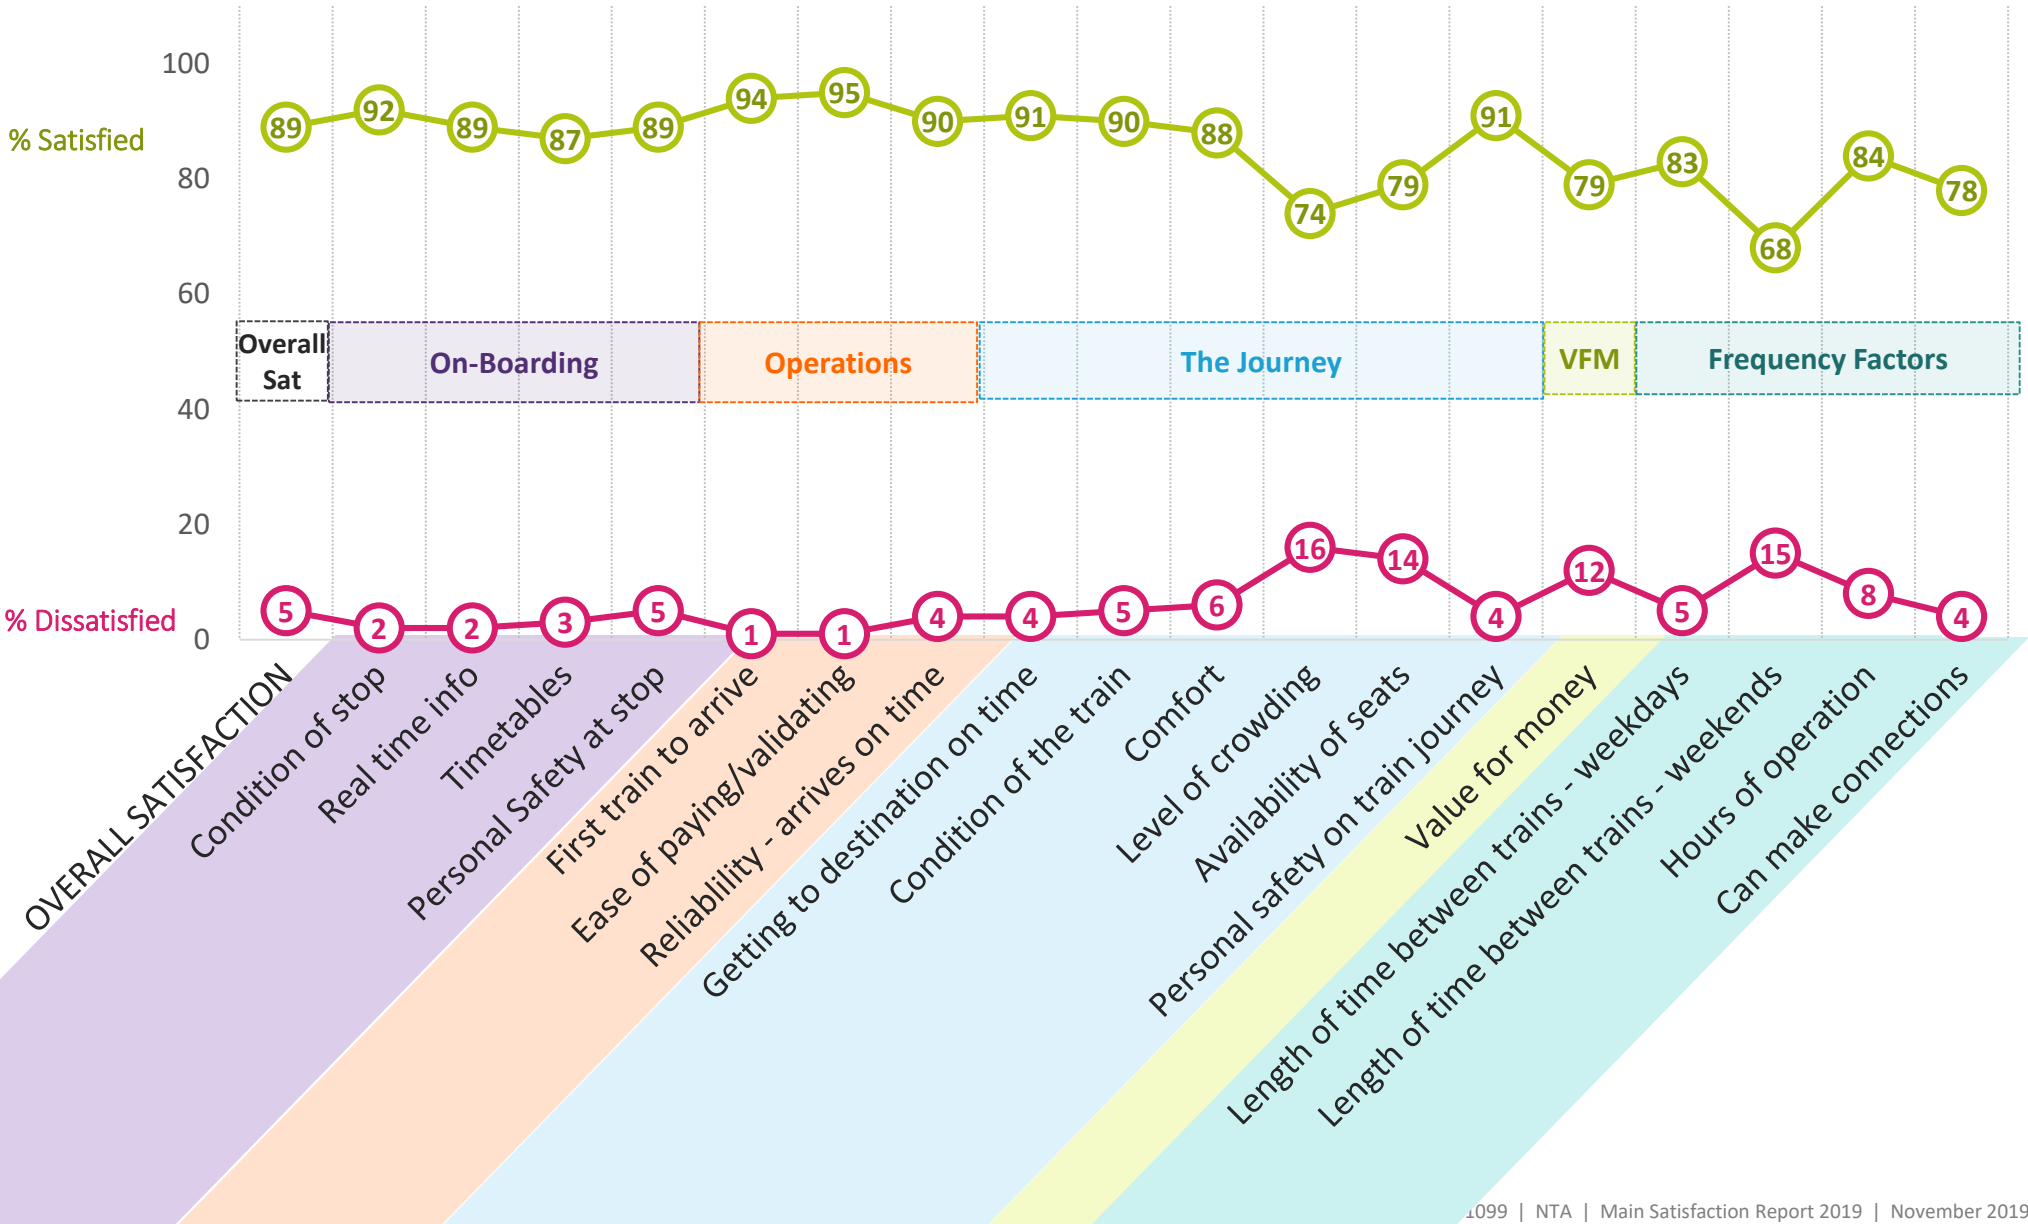 100
80
60
40
20
0
% Satisfied
% Dissatisfied
89
92
89
87
89
94
95
90
91
90
88
74
79
91
79
83
68
84
78
Overall
Sat
On-Boarding
Operations
The Journey
VFM
Frequency Factors
5
2
2
3
5
1
1
4
4
5
6
16
14
4
12
5
15
8
4
OVERALL SATISFACTION
Condition of stop
Real time info
Timetables
Personal Safety at stop
First train to arrive
Ease of paying/validating
Reliablility - arrives on time
Getting to destination on time
Condition of the train
Comfort
Level of crowding
Availability of seats
Personal safety on train journey
Value for money
Length of time between trains - weekdays
Length of time between trains - weekends
Hours of operation
Can make connections
1099 | NTA | Main Satisfaction Report 2019 | November 2019